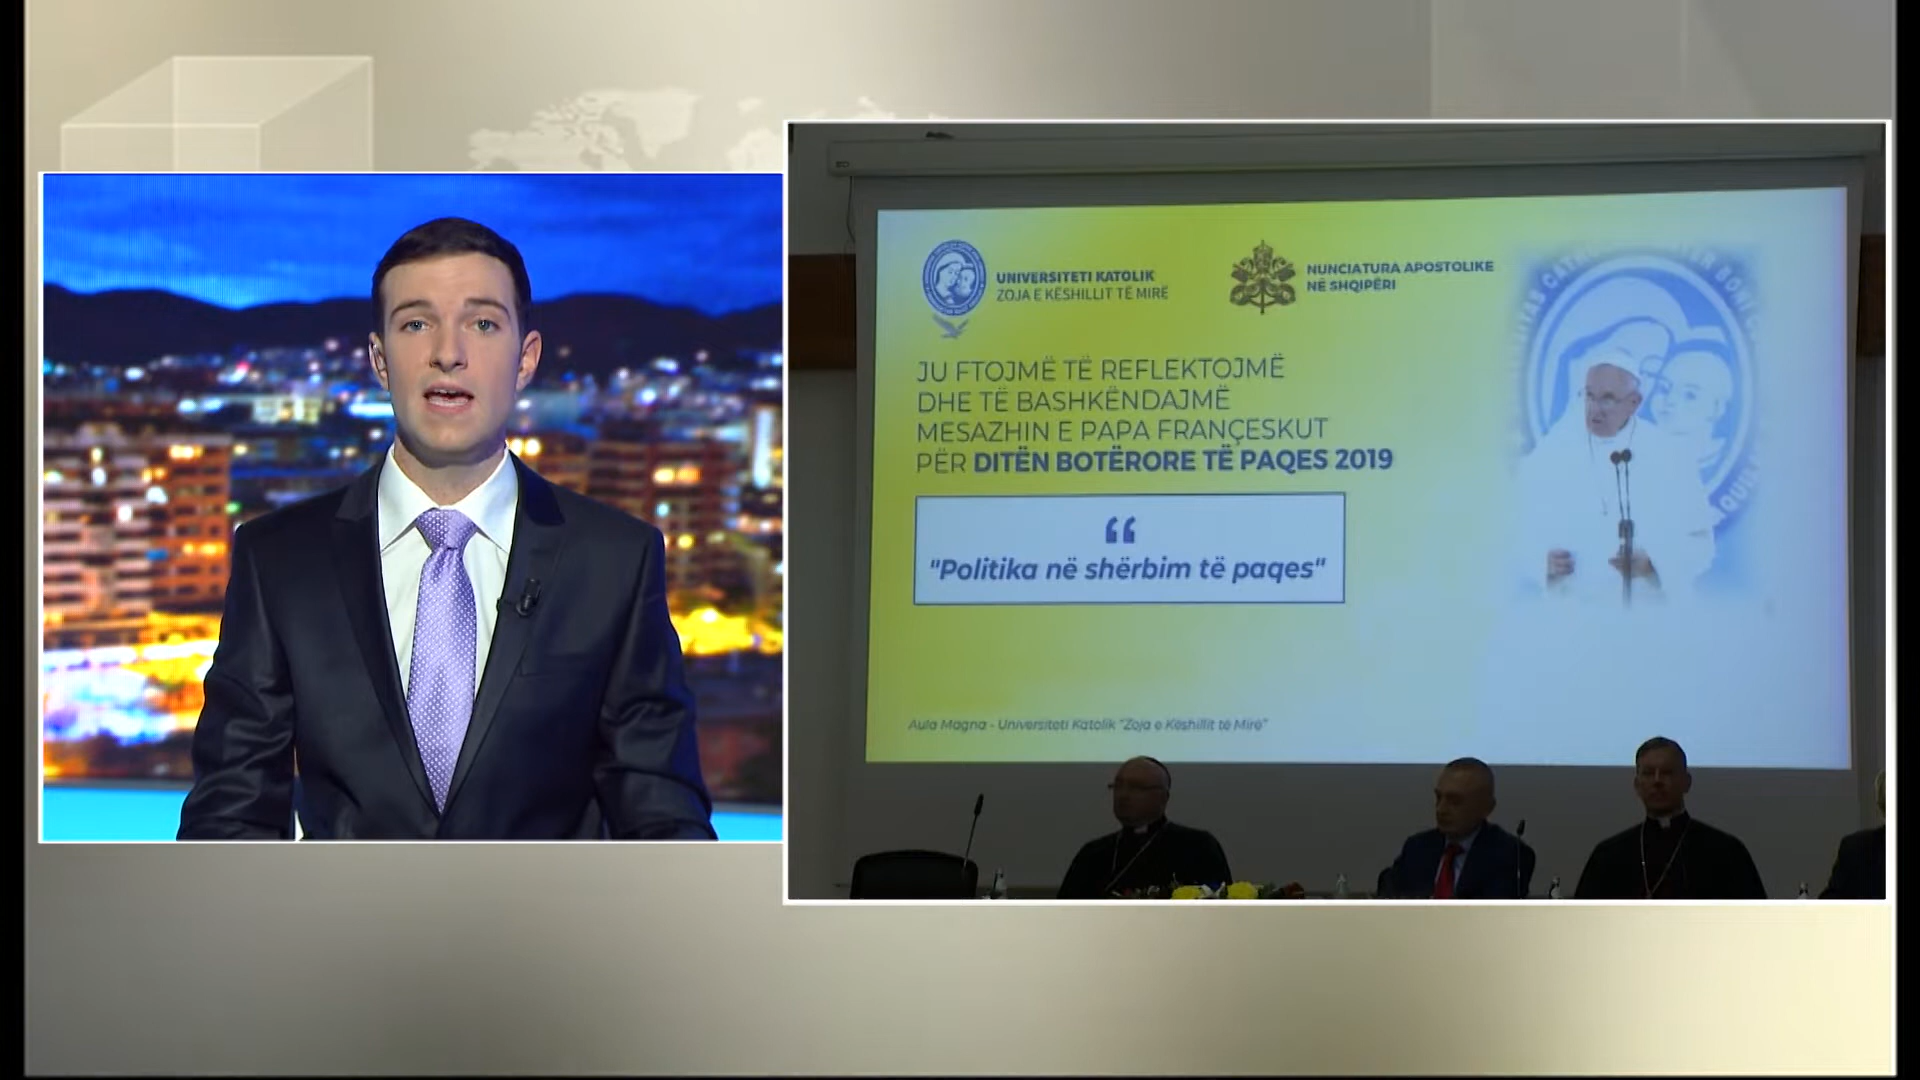 UNIVERSITETI KATOLIK
ZOJA E KËSHILLIT TË MIRË
NUNCIATURA APOSTOLIKE
NË SHQIPËRI
JU FTOJMË TË REFLEKTOJMË
DHE TË BASHKËNDAJMË
MESAZHIN E PAPA FRANÇESKUT
PËR DITËN BOTËRORE TË PAQES 2019
“
"Politika në shërbim të paqes"
Aula Magna - Universiteti Katolik "Zoja e Këshillit të Mirë"